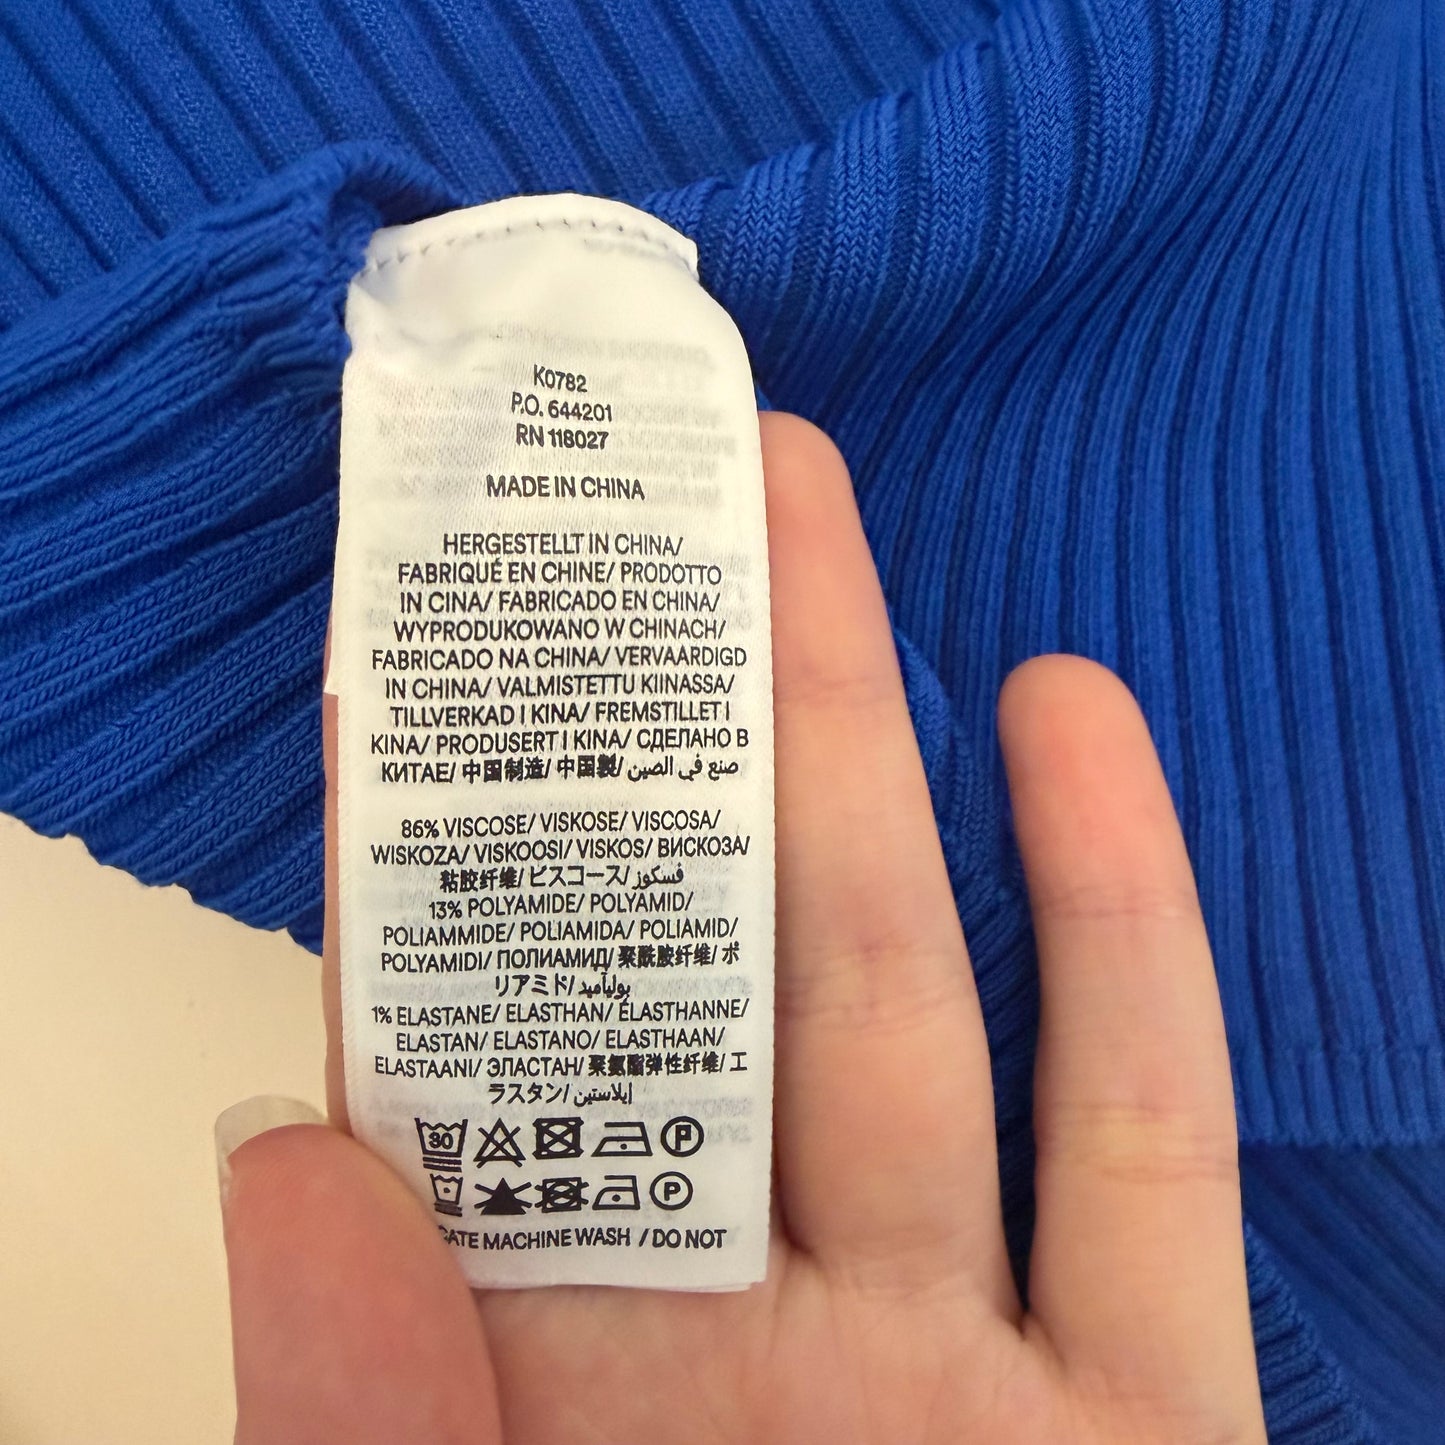 K0782
P.O. 644201
RN 118027
MADE IN CHINA
HERGESTELLT IN CHINA/
FABRIQUÉ EN CHINE/ PRODOTTO
IN CINA/ FABRICADO EN CHINA/
WYPRODUKOWANO W CHINACH/
FABRICADO NA CHINA/ VERVAARDIGD
IN CHINA/ VALMISTETTU KIINASSA/
TILLVERKAD I KINA/ FREMSTILLET I
KINA/ PRODUSERT I KINA/ СДЕЛАНО В
КИТАЕ/ 中国制造/ 中国製/ صنع في الصين
86% VISCOSE/ VISKOSE/ VISCOSA/
WISKOZA/ VISKOOSI/ VISKOS/ ВИСКОЗА/
粘胶纤维/ ビスコース/ فسكوز
13% POLYAMIDE/ POLYAMID/
POLIAMMIDE/ POLIAMIDA/ POLIAMID/
POLYAMIDI/ ПОЛИАМИД/ 聚酰胺纤维/ ポ
リアミド/ بولياميد
1% ELASTANE/ ELASTHAN/ ÉLASTHANNE/
ELASTAN/ ELASTANO/ ELASTHAAN/
ELASTAANI/ ЭЛАСТАН/ 聚氨酯弹性纤维/ エ
ラスタン/ إيلاستين
30 P
P
CATE MACHINE WASH / DO NOT